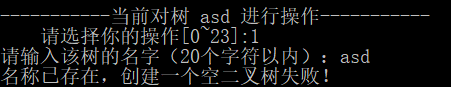 -----------当前对树 asd 进行操作-----------
请选择你的操作[0~23]:1
请输入该树的名字（20个字符以内）：asd
名称已存在，创建一个空二叉树失败！